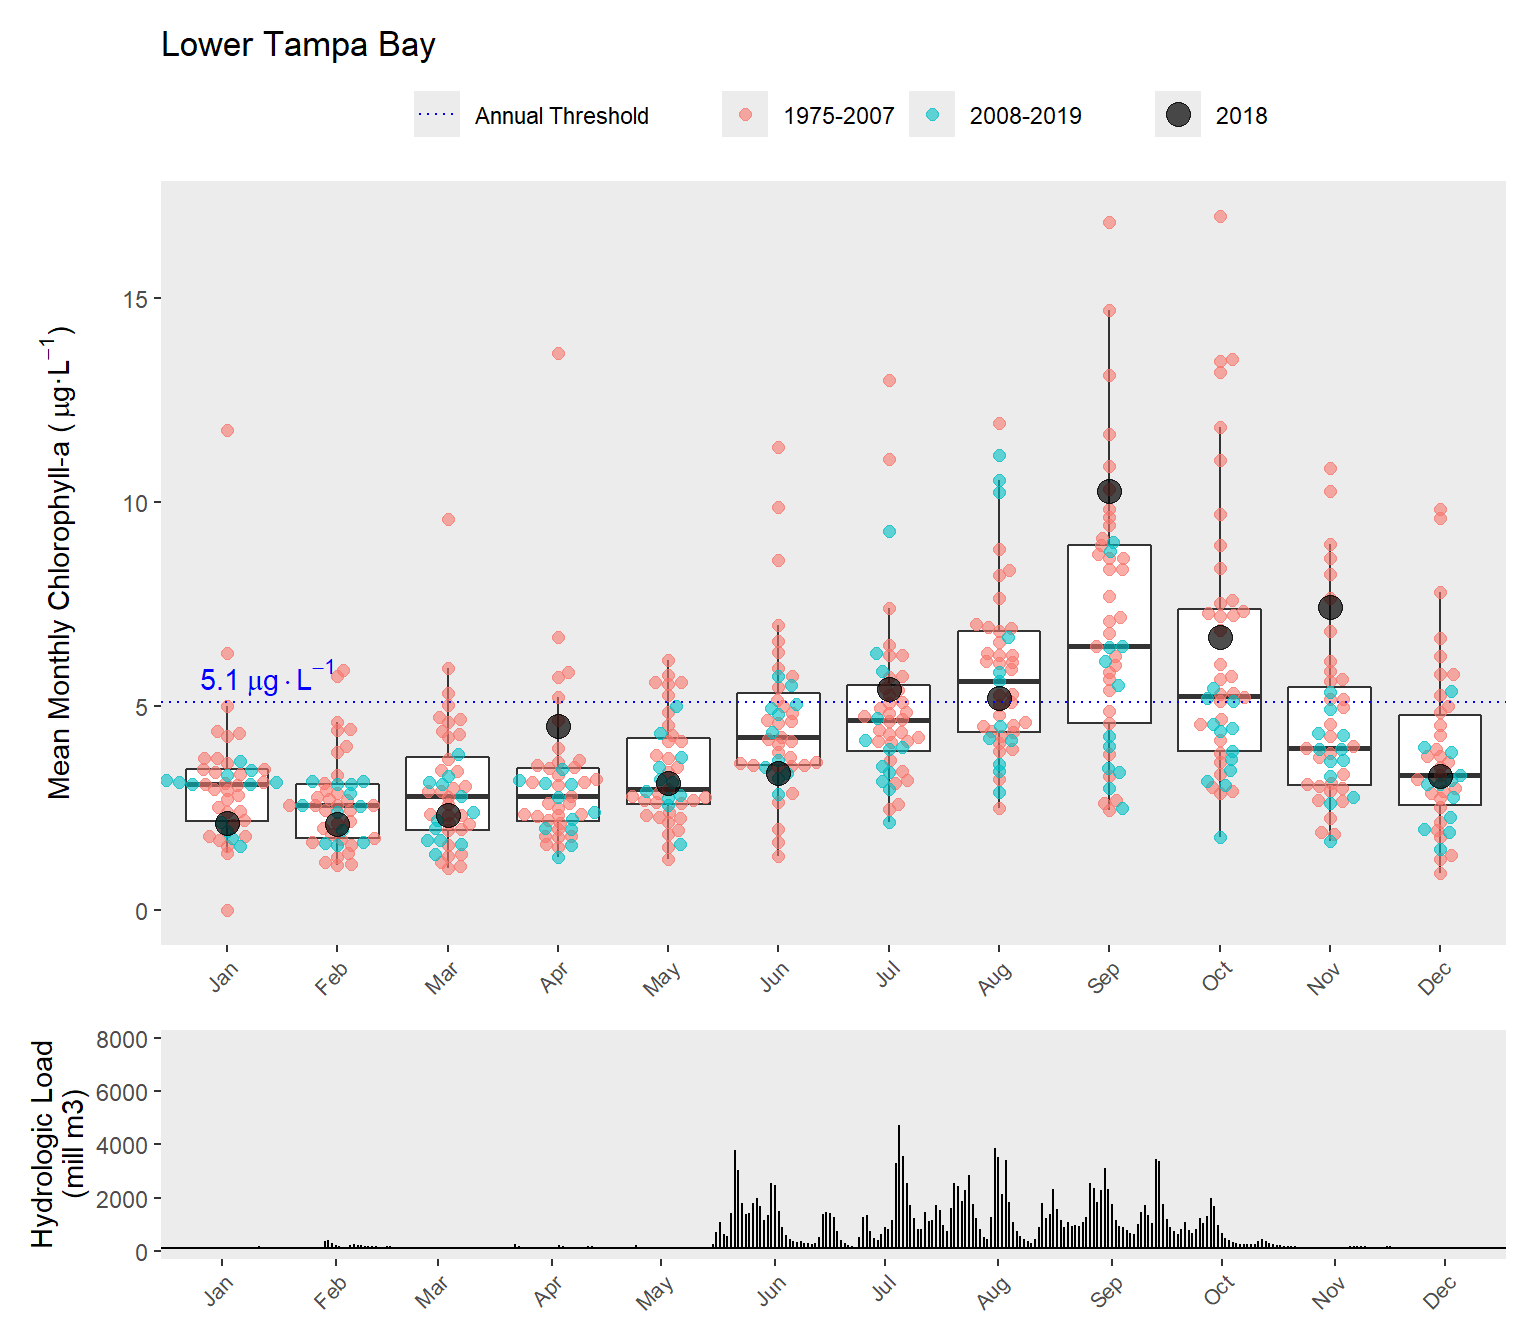 Lower Tampa Bay
Annual Threshold 1975-2007 2008-2019 2018
Mean Monthly Chlorophyll-a ( μg·L⁻¹)
15
10
5
0
5.1 μg·L⁻¹
Jan Feb Mar Apr May Jun Jul Aug Sep Oct Nov Dec
Hydrologic Load
(mill m3)
8000
6000
4000
2000
0
Jan Feb Mar Apr May Jun Jul Aug Sep Oct Nov Dec